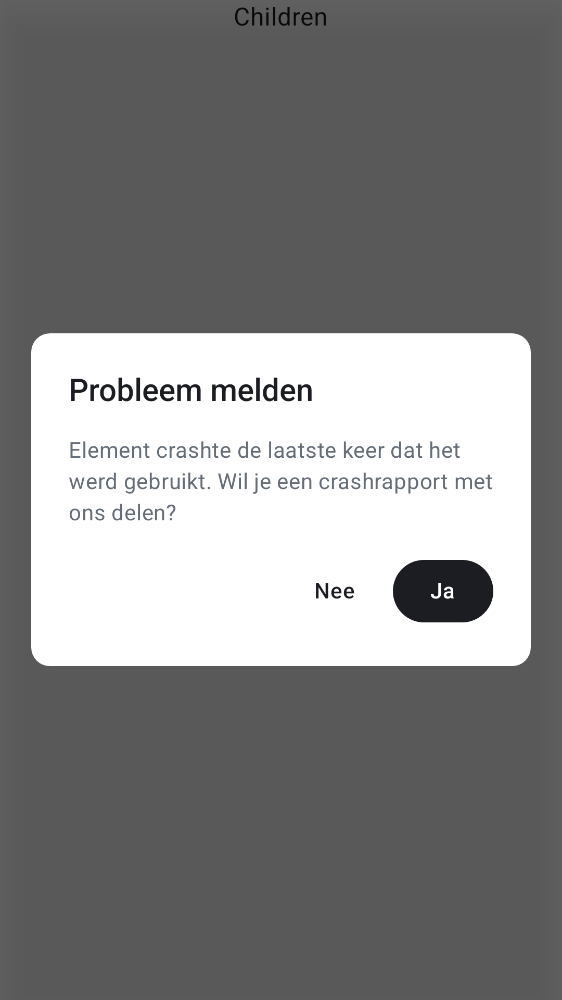 Children
Probleem melden
Element crashte de laatste keer dat het
werd gebruikt. Wil je een crashrapport met
ons delen?
Nee
Ja